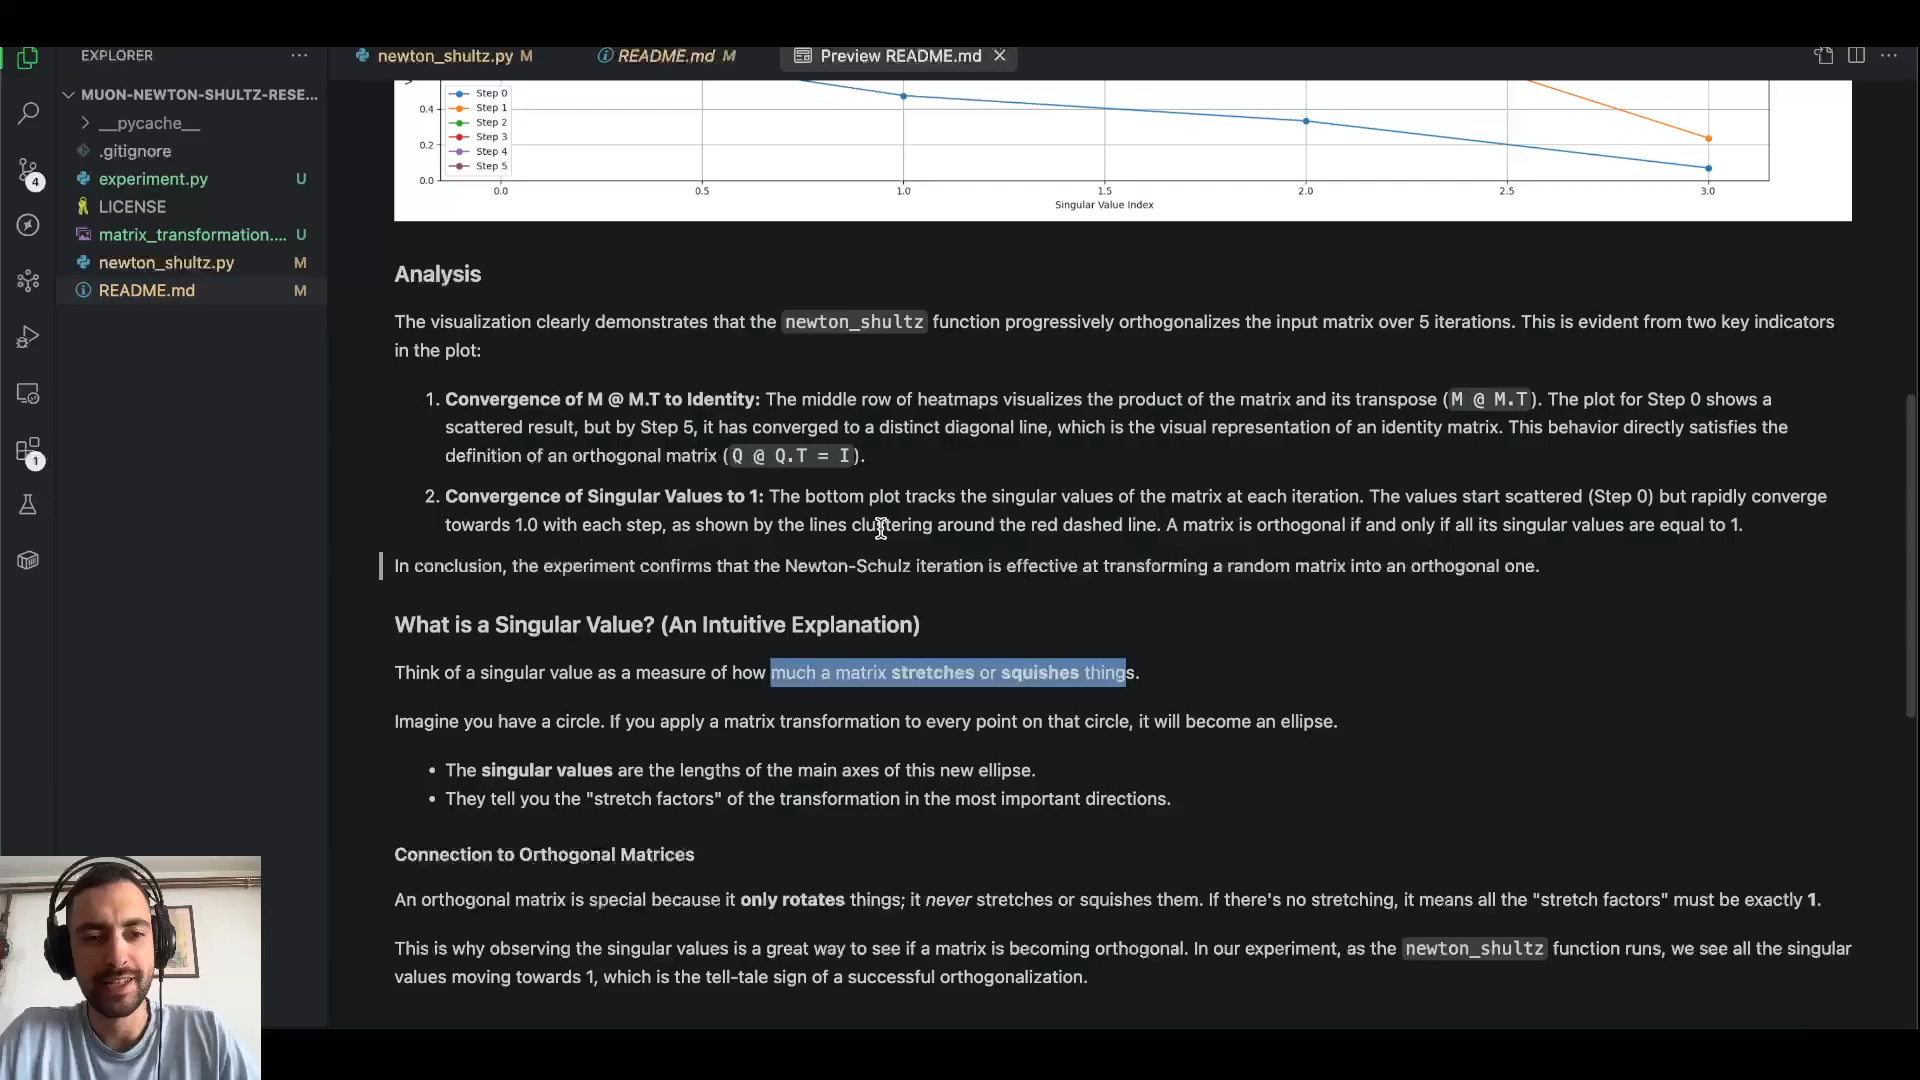 EXPLORER
newton_shultz.py M
README.md M
Preview README.md
MUON-NEWTON-SHULTZ-RESE...
__pycache__
.gitignore
experiment.py U
LICENSE
matrix_transformation.... U
newton_shultz.py M
README.md M
4
1
Step 0
Step 1
Step 2
Step 3
Step 4
Step 5
0.4
0.2
0.0
0.0 0.5 1.0 1.5 2.0 2.5 3.0
Singular Value Index
Analysis
The visualization clearly demonstrates that the newton_shultz function progressively orthogonalizes the input matrix over 5 iterations. This is evident from two key indicators
in the plot:
1. Convergence of M @ M.T to Identity: The middle row of heatmaps visualizes the product of the matrix and its transpose (M @ M.T). The plot for Step 0 shows a
scattered result, but by Step 5, it has converged to a distinct diagonal line, which is the visual representation of an identity matrix. This behavior directly satisfies the
definition of an orthogonal matrix (Q @ Q.T = I).
2. Convergence of Singular Values to 1: The bottom plot tracks the singular values of the matrix at each iteration. The values start scattered (Step 0) but rapidly converge
towards 1.0 with each step, as shown by the lines clustering around the red dashed line. A matrix is orthogonal if and only if all its singular values are equal to 1.
In conclusion, the experiment confirms that the Newton-Schulz iteration is effective at transforming a random matrix into an orthogonal one.
What is a Singular Value? (An Intuitive Explanation)
Think of a singular value as a measure of how much a matrix stretches or squishes things.
Imagine you have a circle. If you apply a matrix transformation to every point on that circle, it will become an ellipse.
• The singular values are the lengths of the main axes of this new ellipse.
• They tell you the "stretch factors" of the transformation in the most important directions.
Connection to Orthogonal Matrices
An orthogonal matrix is special because it only rotates things; it never stretches or squishes them. If there's no stretching, it means all the "stretch factors" must be exactly 1.
This is why observing the singular values is a great way to see if a matrix is becoming orthogonal. In our experiment, as the newton_shultz function runs, we see all the singular
values moving towards 1, which is the tell-tale sign of a successful orthogonalization.